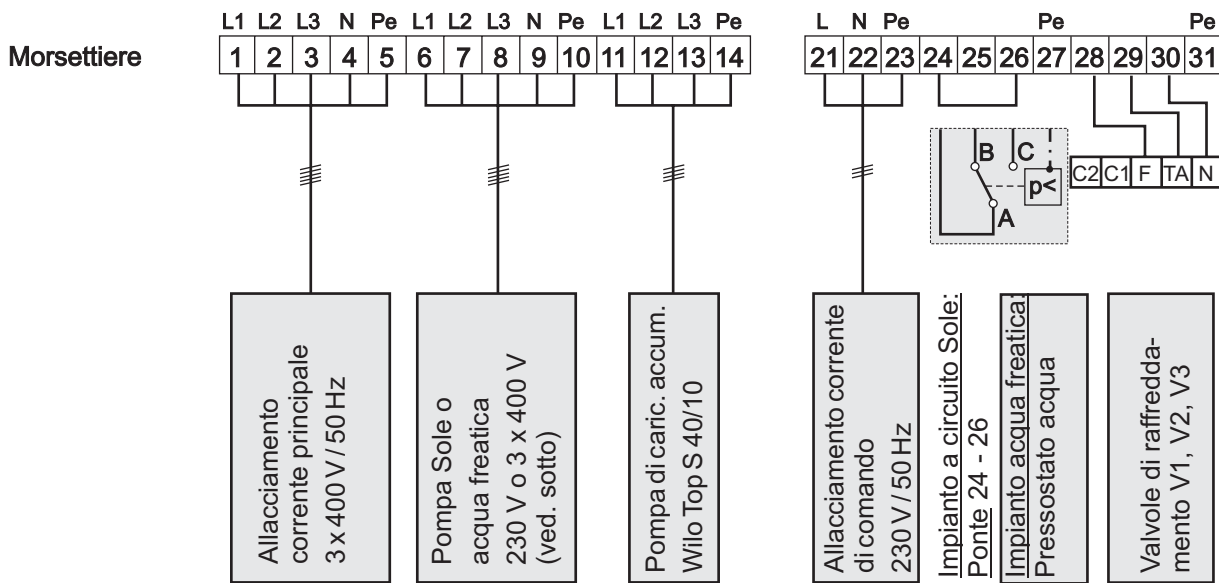 L1 L2 L3 N Pe L1 L2 L3 N Pe L1 L2 L3 Pe L N Pe Pe Pe
Morsettiere 1 2 3 4 5 6 7 8 9 10 11 12 13 14 21 22 23 24 25 26 27 28 29 30 31
B C
p<
A
C2 C1 F TA N
Allacciamento
corrente principale
3 x 400 V / 50 Hz
Pompa Sole o
acqua freatica
230 V o 3 x 400 V
(ved. sotto)
Pompa di caric. accum.
Wilo Top S 40/10
Allacciamento corrente
di comando
230 V / 50 Hz
Impianto a circuito Sole:
Ponte 24 - 26
Impianto acqua freatica:
Pressostato acqua
Valvole di raffredda-
mento V1, V2, V3